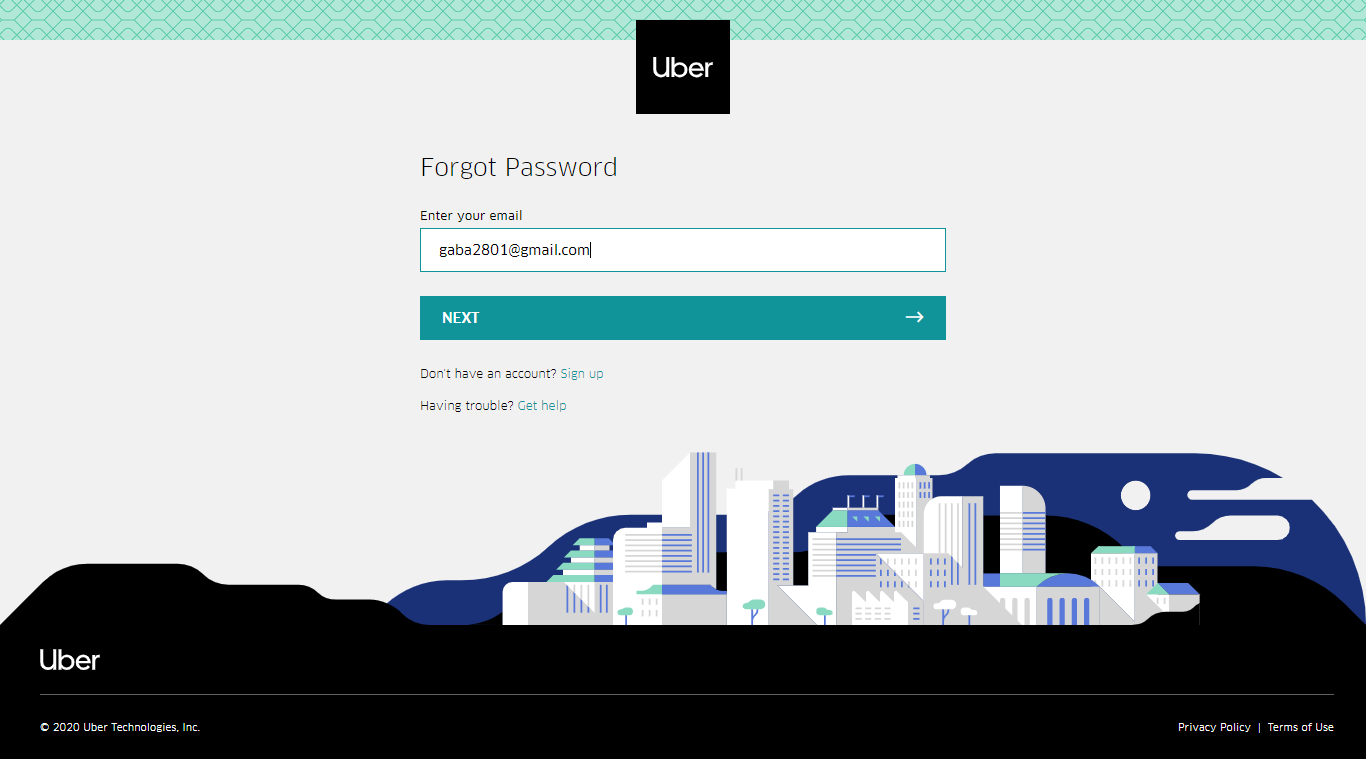 Uber
Forgot Password
Enter your email
gaba2801@gmail.com
NEXT
Don't have an account? Sign up
Having trouble? Get help
Uber
© 2020 Uber Technologies, Inc.
Privacy Policy | Terms of Use